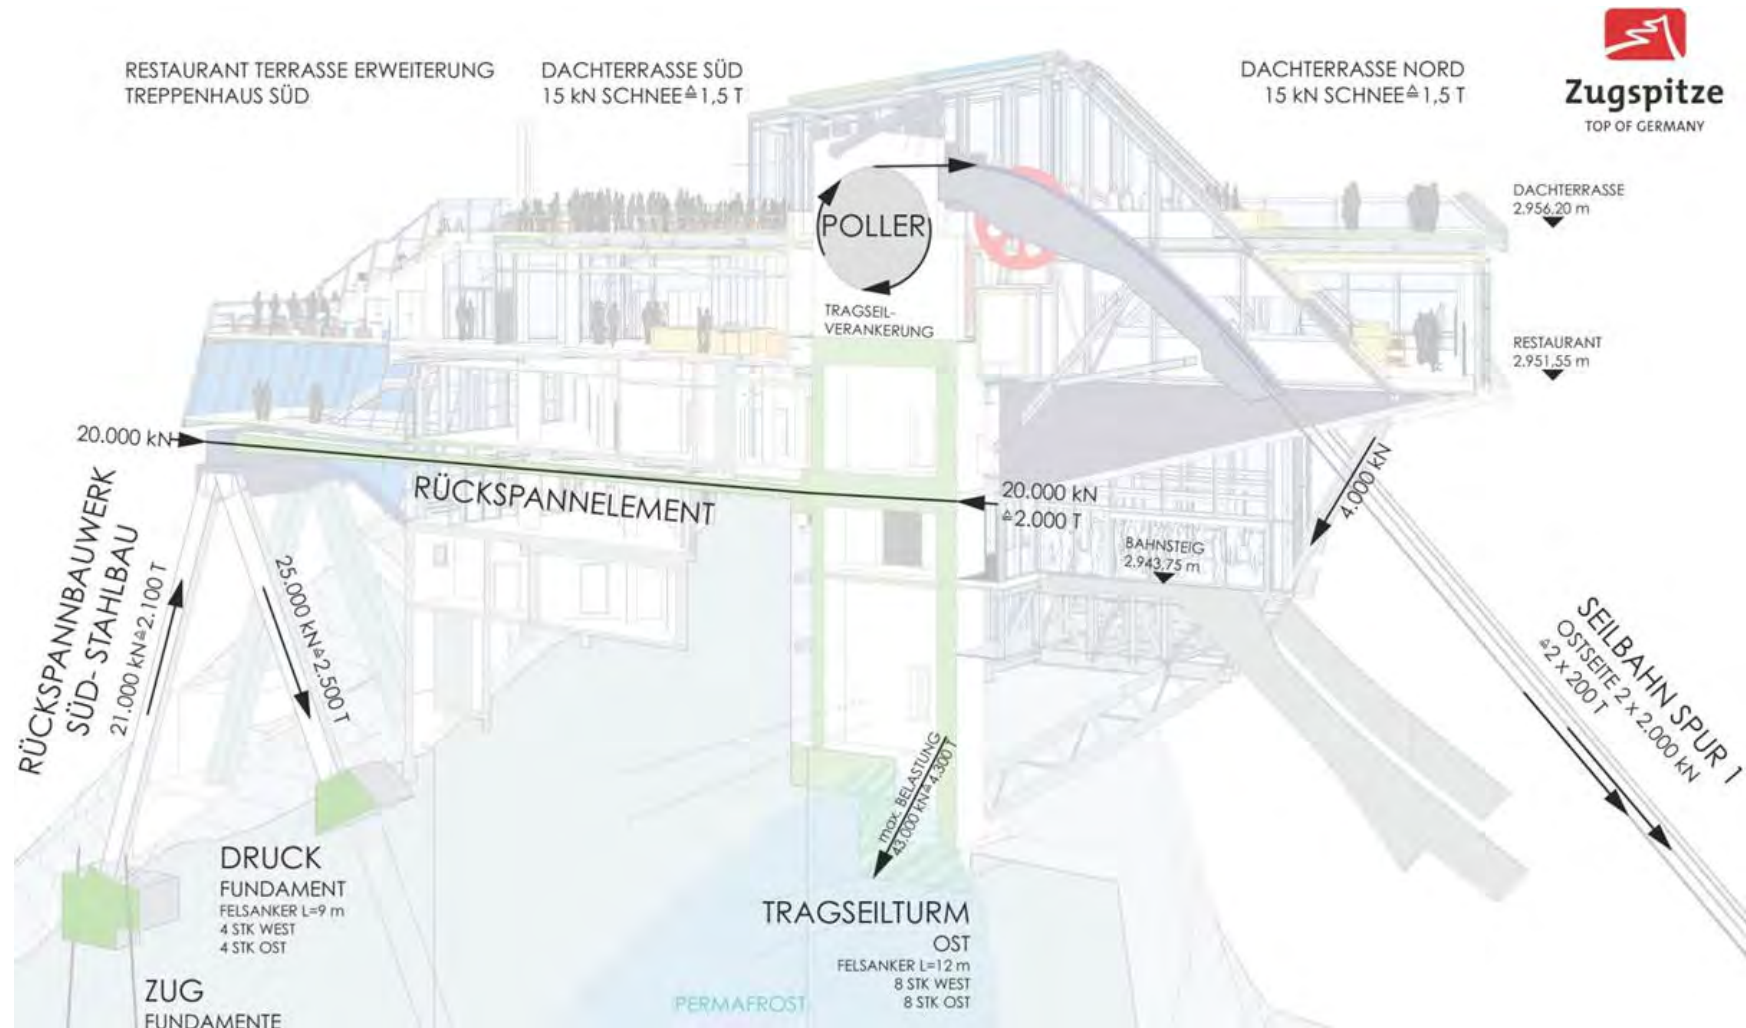 RESTAURANT TERRASSE ERWEITERUNG
TREPPENHAUS SÜD
DACHTERRASSE SÜD
15 kN SCHNEE≙1,5 T
DACHTERRASSE NORD
15 kN SCHNEE≙1,5 T
Zugspitze
TOP OF GERMANY
DACHTERRASSE
2.956,20 m
POLLER
TRAGSEIL-
VERANKERUNG
RESTAURANT
2.951,55 m
20.000 kN
RÜCKSPANNELEMENT
20.000 kN
≙2.000 T
4.000 kN
BAHNSTEIG
2.943,75 m
RÜCKSPANNBAUWERK
SÜD- STAHLBAU
21.000 kN≙2.100 T
25.000 kN≙2.500 T
SEILBAHN SPUR 1
OSTSEITE 2 X 2.000 kN
≙2 X 200 T
max. BELASTUNG
43.000 kN≙4.300 T
DRUCK
FUNDAMENT
FELSANKER L=9 m
4 STK WEST
4 STK OST
TRAGSEILTURM
OST
FELSANKER L=12 m
8 STK WEST
8 STK OST
ZUG
FUNDAMENTE
PERMAFROST